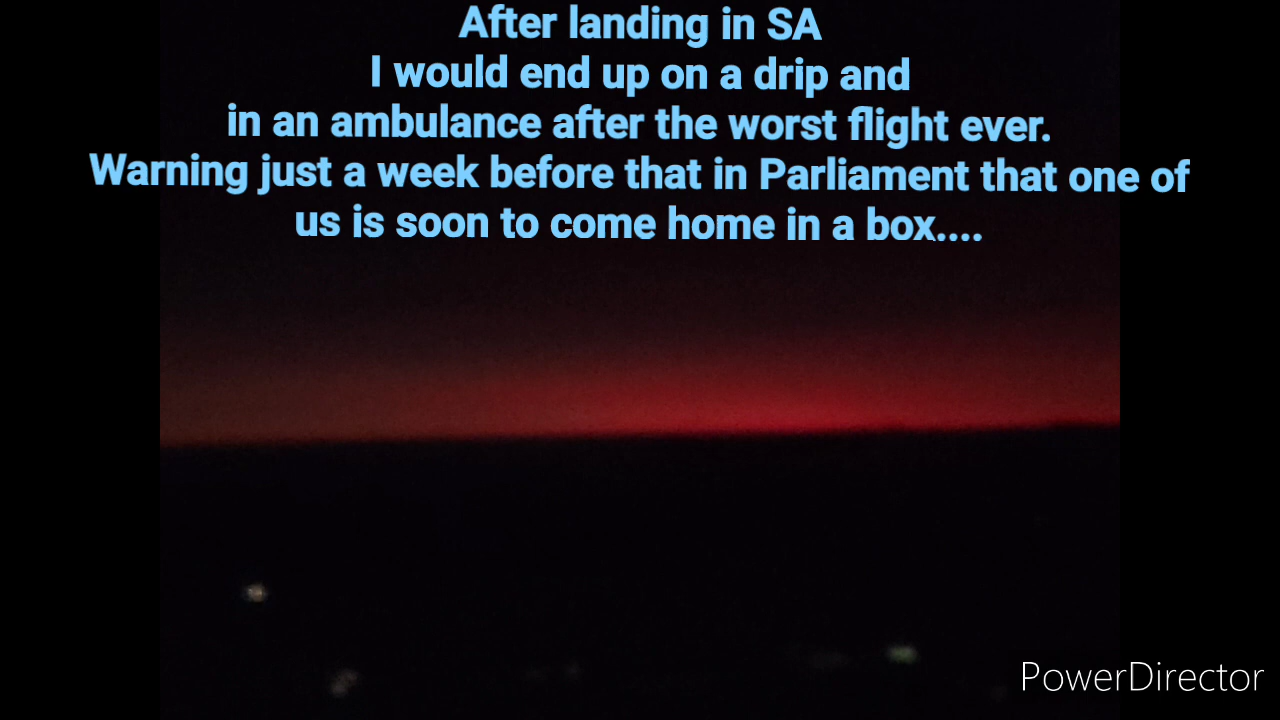 After landing in SA
I would end up on a drip and
in an ambulance after the worst flight ever.
Warning just a week before that in Parliament that one of
us is soon to come home in a box....
PowerDirector